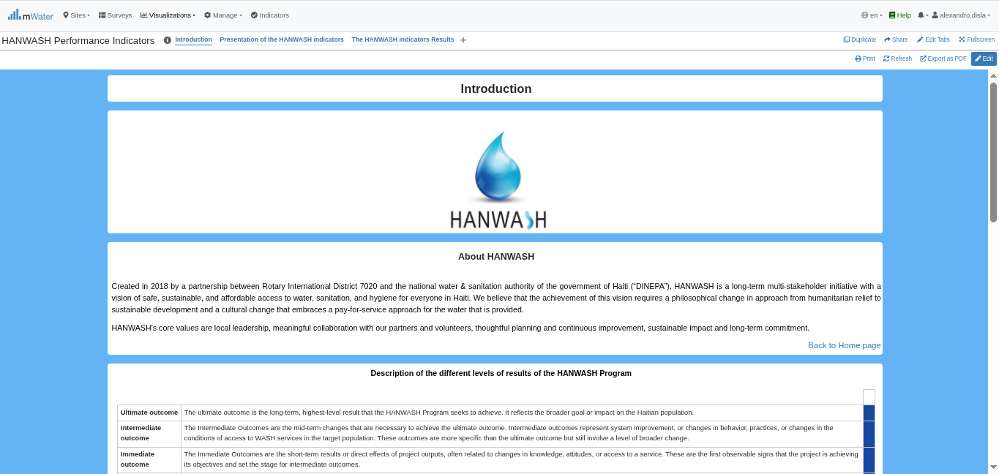 mWater Sites Surveys Visualizations Manage Indicators en Help alexandro.disla
HANWASH Performance Indicators Introduction Presentation of the HANWASH indicators The HANWASH indicators Results Duplicate Share Edit Tabs Fullscreen
Print Refresh Export as PDF Edit
Introduction
HANWASH
About HANWASH
Created in 2018 by a partnership between Rotary International District 7020 and the national water & sanitation authority of the government of Haiti (“DINEPA”), HANWASH is a long-term multi-stakeholder initiative with a
vision of safe, sustainable, and affordable access to water, sanitation, and hygiene for everyone in Haiti. We believe that the achievement of this vision requires a philosophical change in approach from humanitarian relief to
sustainable development and a cultural change that embraces a pay-for-service approach for the water that is provided.
HANWASH’s core values are local leadership, meaningful collaboration with our partners and volunteers, thoughtful planning and continuous improvement, sustainable impact and long-term commitment.
Back to Home page
Description of the different levels of results of the HANWASH Program
Ultimate outcome The ultimate outcome is the long-term, highest-level result that the HANWASH Program seeks to achieve. It reflects the broader goal or impact on the Haitian population.
Intermediate The Intermediate Outcomes are the mid-term changes that are necessary to achieve the ultimate outcome. Intermediate outcomes represent system improvement, or changes in behavior, practices, or changes in the
outcome conditions of access to WASH services in the target population. These outcomes are more specific than the ultimate outcome but still involve a level of broader change.
Immediate The Immediate Outcomes are the short-term results or direct effects of project outputs, often related to changes in knowledge, attitudes, or access to a service. These are the first observable signs that the project is achieving
outcome its objectives and set the stage for intermediate outcomes.